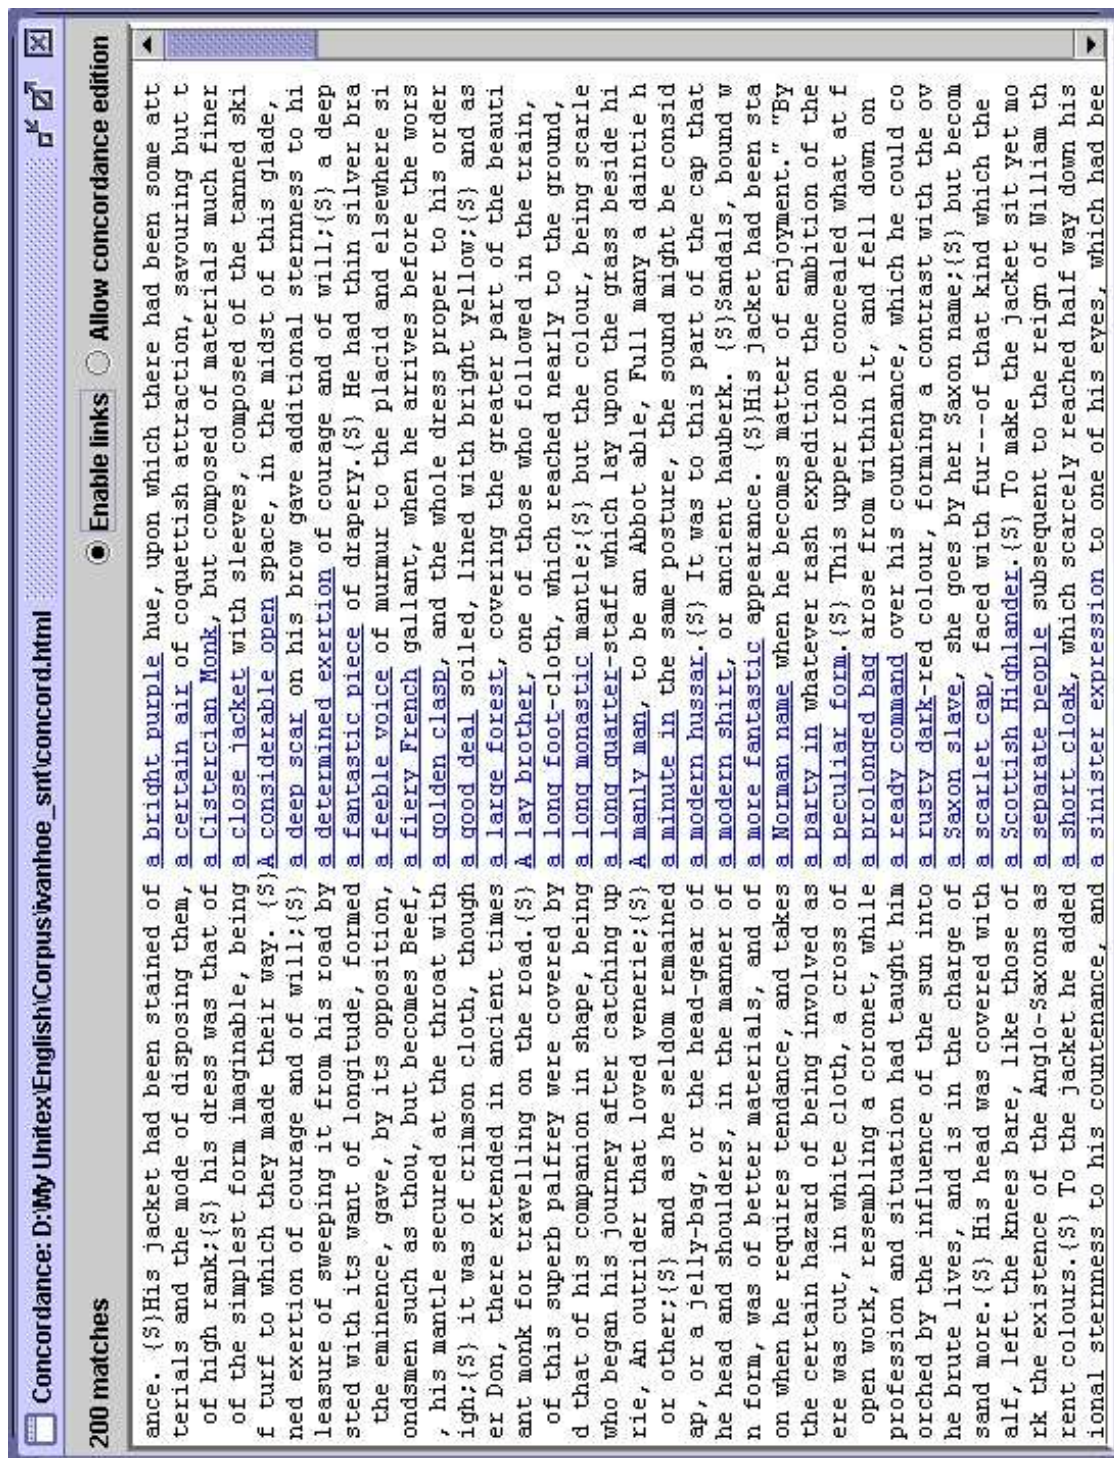 Concordance: D:\My Unitex\English\Corpus\ivanhoe_snt\concord.html
200 matches Enable links Allow concordance edition
ance. {S}His jacket had been stained of a bright purple hue, upon which there had been some att
terials and the mode of disposing them, a certain air of coquettish attraction, savouring but t
of high rank;{S} his dress was that of a Cistercian Monk, but composed of materials much finer
of the simplest form imaginable, being a close jacket with sleeves, composed of the tanned ski
f turf to which they made their way. {S}A considerable open space, in the midst of this glade,
ned exertion of courage and of will;{S} a deep scar on his brow gave additional sternness to hi
leasure of sweeping it from his road by a determined exertion of courage and of will;{S} a deep
sted with its want of longitude, formed a fantastic piece of drapery.{S} He had thin silver bra
the eminence, gave, by its opposition, a feeble voice of murmur to the placid and elsewhere si
ondsmen such as thou, but becomes Beef, a fiery French gallant, when he arrives before the wors
, his mantle secured at the throat with a golden clasp, and the whole dress proper to his order
igh;{S} it was of crimson cloth, though a good deal soiled, lined with bright yellow;{S} and as
er Don, there extended in ancient times a large forest, covering the greater part of the beauti
ant monk for travelling on the road.{S} A lay brother, one of those who followed in the train,
of this superb palfrey were covered by a long foot-cloth, which reached nearly to the ground,
d that of his companion in shape, being a long monastic mantle;{S} but the colour, being scarle
who began his journey after catching up a long quarter-staff which lay upon the grass beside hi
rie, An outrider that loved venerie;{S} A manly man, to be an Abbot able, Full many a daintie h
or other;{S} and as he seldom remained a minute in the same posture, the sound might be consid
ap, or a jelly-bag, or the head-gear of a modern hussar.{S} It was to this part of the cap that
he head and shoulders, in the manner of a modern shirt, or ancient hauberk. {S}Sandals, bound w
n form, was of better materials, and of a more fantastic appearance. {S}His jacket had been sta
on when he requires tendance, and takes a Norman name when he becomes matter of enjoyment." "By
the certain hazard of being involved as a party in whatever rash expedition the ambition of the
ere was cut, in white cloth, a cross of a peculiar form.{S} This upper robe concealed what at f
open work, resembling a coronet, while a prolonged bag arose from within it, and fell down on
profession and situation had taught him a ready command over his countenance, which he could co
orched by the influence of the sun into a rusty dark-red colour, forming a contrast with the ov
he brute lives, and is in the charge of a Saxon slave, she goes by her Saxon name;{S} but becom
sand more.{S} His head was covered with a scarlet cap, faced with fur---of that kind which the
alf, left the knees bare, like those of a Scottish Highlander.{S} To make the jacket sit yet mo
rk the existence of the Anglo-Saxons as a separate people subsequent to the reign of William th
rent colours.{S} To the jacket he added a short cloak, which scarcely reached half way down his
ional sternness to his countenance, and a sinister expression to one of his eyes, which had bee